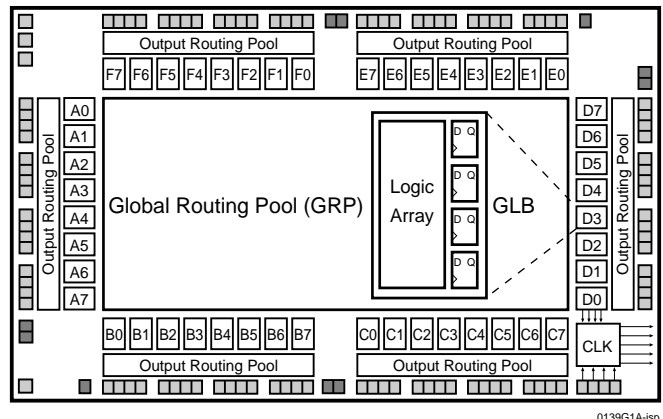 Output Routing Pool Output Routing Pool
F7 F6 F5 F4 F3 F2 F1 F0 E7 E6 E5 E4 E3 E2 E1 E0
Output Routing Pool
A0
A1
A2
A3
A4
A5
A6
A7
Global Routing Pool (GRP)
Logic
Array
D Q
D Q
D Q
D Q
GLB
D7
D6
D5
D4
D3
D2
D1
D0
Output Routing Pool
CLK
B0 B1 B2 B3 B4 B5 B6 B7 C0 C1 C2 C3 C4 C5 C6 C7
Output Routing Pool Output Routing Pool
0139G1A-isp